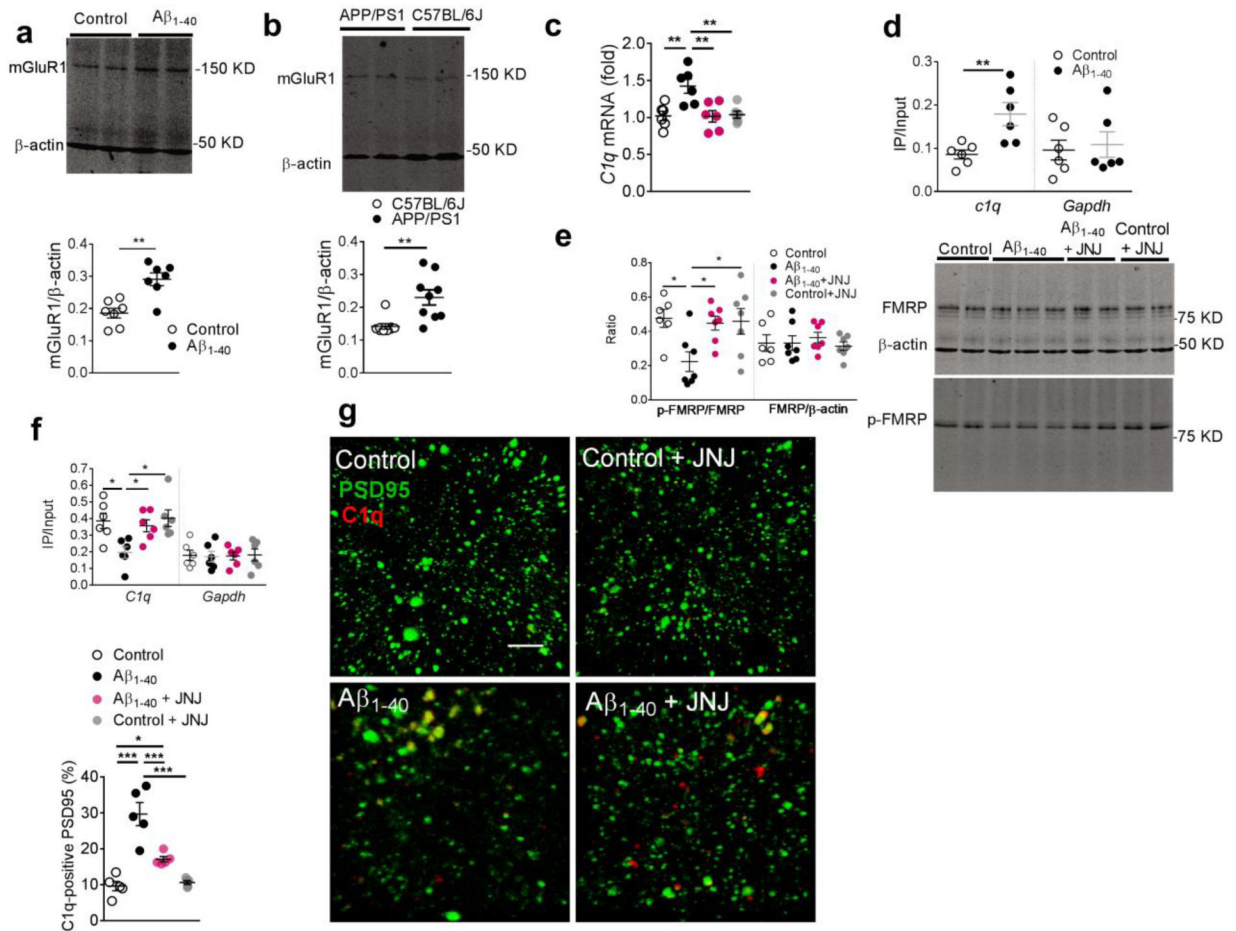 a
Control Aβ1-40
mGluR1
-150 KD
β-actin
-50 KD
mGluR1/β-actin
0.4
0.3
0.2
0.1
0.0
**
Control
Aβ1-40
b
APP/PS1 C57BL/6J
mGluR1
-150 KD
β-actin
-50 KD
C57BL/6J
APP/PS1
mGluR1/β-actin
0.4
0.3
0.2
0.1
0.0
**
c
C1q mRNA (fold)
2.0
1.5
1.0
0.5
0.0
**
** **
d
Control
Aβ1-40
IP/Input
0.3
0.2
0.1
0.0
**
c1q Gapdh
e
Control
Aβ1-40
Aβ1-40+JNJ
Control+JNJ
Ratio
0.8
0.6
0.4
0.2
0.0
*
* *
p-FMRP/FMRP FMRP/β-actin
Control Aβ1-40 Aβ1-40 + JNJ Control + JNJ
FMRP
-75 KD
β-actin
-50 KD
p-FMRP
-75 KD
f
IP/Input
0.7
0.6
0.5
0.4
0.3
0.2
0.1
0.0
*
* *
C1q Gapdh
g
Control
PSD95
C1q
Control + JNJ
Aβ1-40
Aβ1-40 + JNJ
Control
Aβ1-40
Aβ1-40 + JNJ
Control + JNJ
C1q-positive PSD95 (%)
40
30
20
10
0
*
*** ***
***